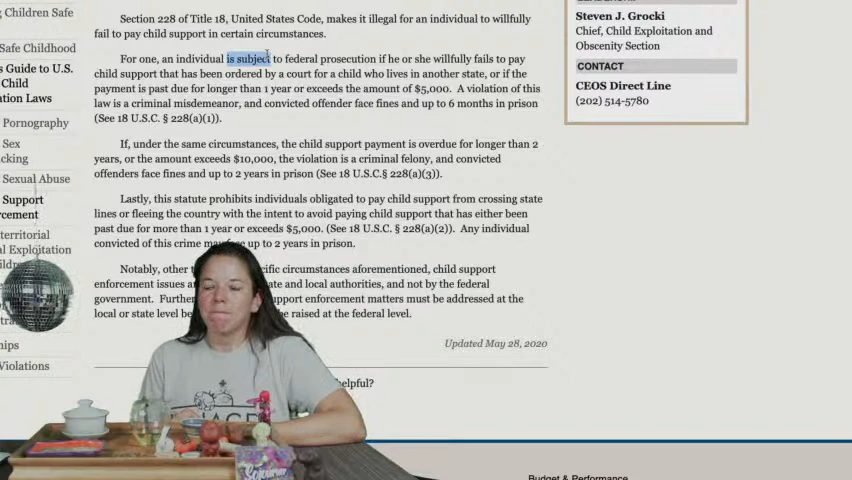 Section 228 of Title 18, United States Code, makes it illegal for an individual to willfully
fail to pay child support in certain circumstances.
For one, an individual is subject to federal prosecution if he or she willfully fails to pay
child support that has been ordered by a court for a child who lives in another state, or if the
payment is past due for longer than 1 year or exceeds the amount of $5,000. A violation of this
law is a criminal misdemeanor, and convicted offender face fines and up to 6 months in prison
(See 18 U.S.C. § 228(a)(1)).
If, under the same circumstances, the child support payment is overdue for longer than 2
years, or the amount exceeds $10,000, the violation is a criminal felony, and convicted
offenders face fines and up to 2 years in prison (See 18 U.S.C.§ 228(a)(3)).
Lastly, this statute prohibits individuals obligated to pay child support from crossing state
lines or fleeing the country with the intent to avoid paying child support that has either been
past due for more than 1 year or exceeds $5,000. (See 18 U.S.C. § 228(a)(2)). Any individual
convicted of this crime may face up to 2 years in prison.
Notably, other circumstances aforementioned, child support
enforcement issues and local authorities, and not by the federal
government. support enforcement matters must be addressed at the
local or state level be raised at the federal level.
Updated May 28, 2020
helpful?
g Children Safe
Safe Childhood
s Guide to U.S.
Child
ation Laws
Pornography
Sex
cking
Sexual Abuse
Support
rcement
territorial
al Exploitation
hips
Violations
Steven J. Grocki
Chief, Child Exploitation and
Obscenity Section
CONTACT
CEOS Direct Line
(202) 514-5780
Budget & Performance
Sojourner